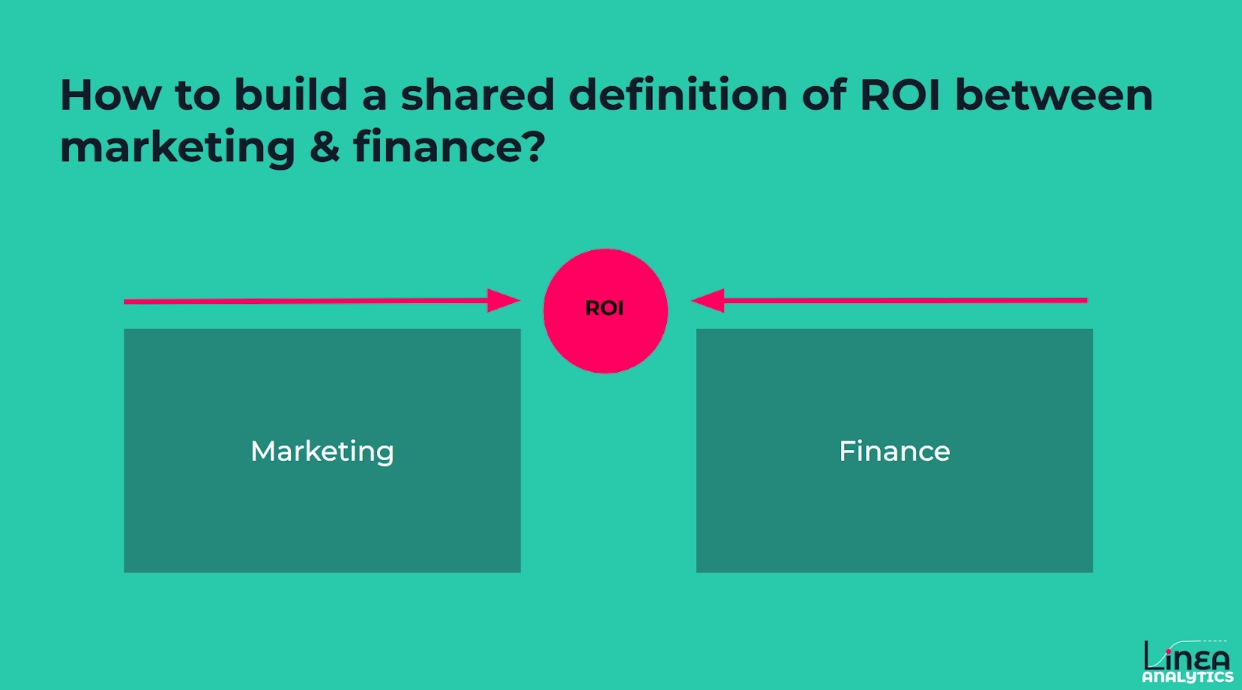 How to build a shared definition of ROI between
marketing & finance?
ROI
Marketing
Finance
LinEA
ANALYTICS